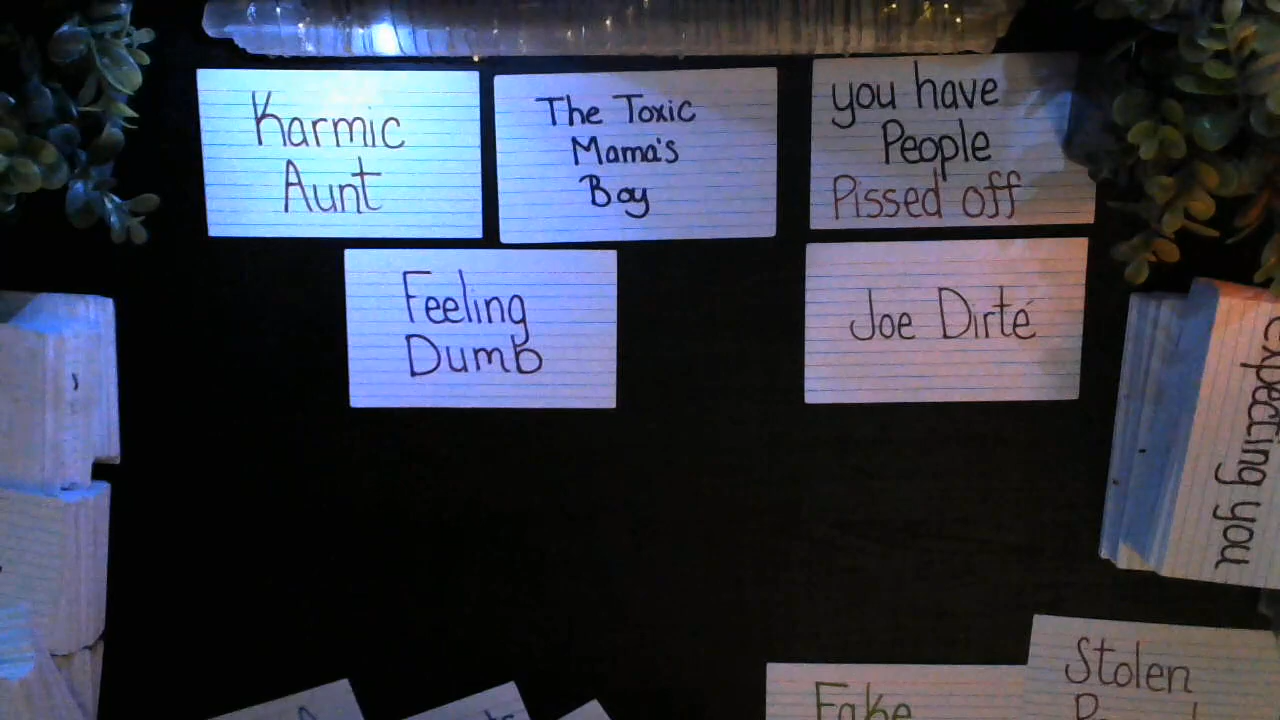 Karmic
Aunt
The Toxic
Mama's
Boy
you have
People
Pissed off
Feeling
Dumb
Joe Dirté
expecting you
Stolen
Fake